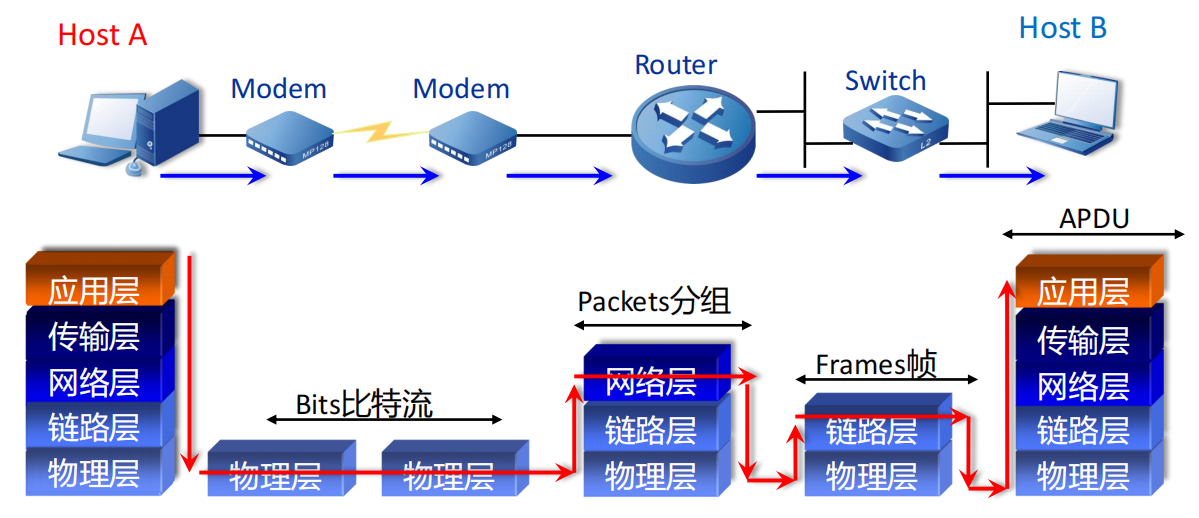 Host A
Host B
Modem
Modem
Router
Switch
MP128
MP128
L2
APDU
Packets分组
Frames帧
Bits比特流
应用层
传输层
网络层
链路层
物理层
物理层
物理层
网络层
链路层
物理层
链路层
物理层
应用层
传输层
网络层
链路层
物理层